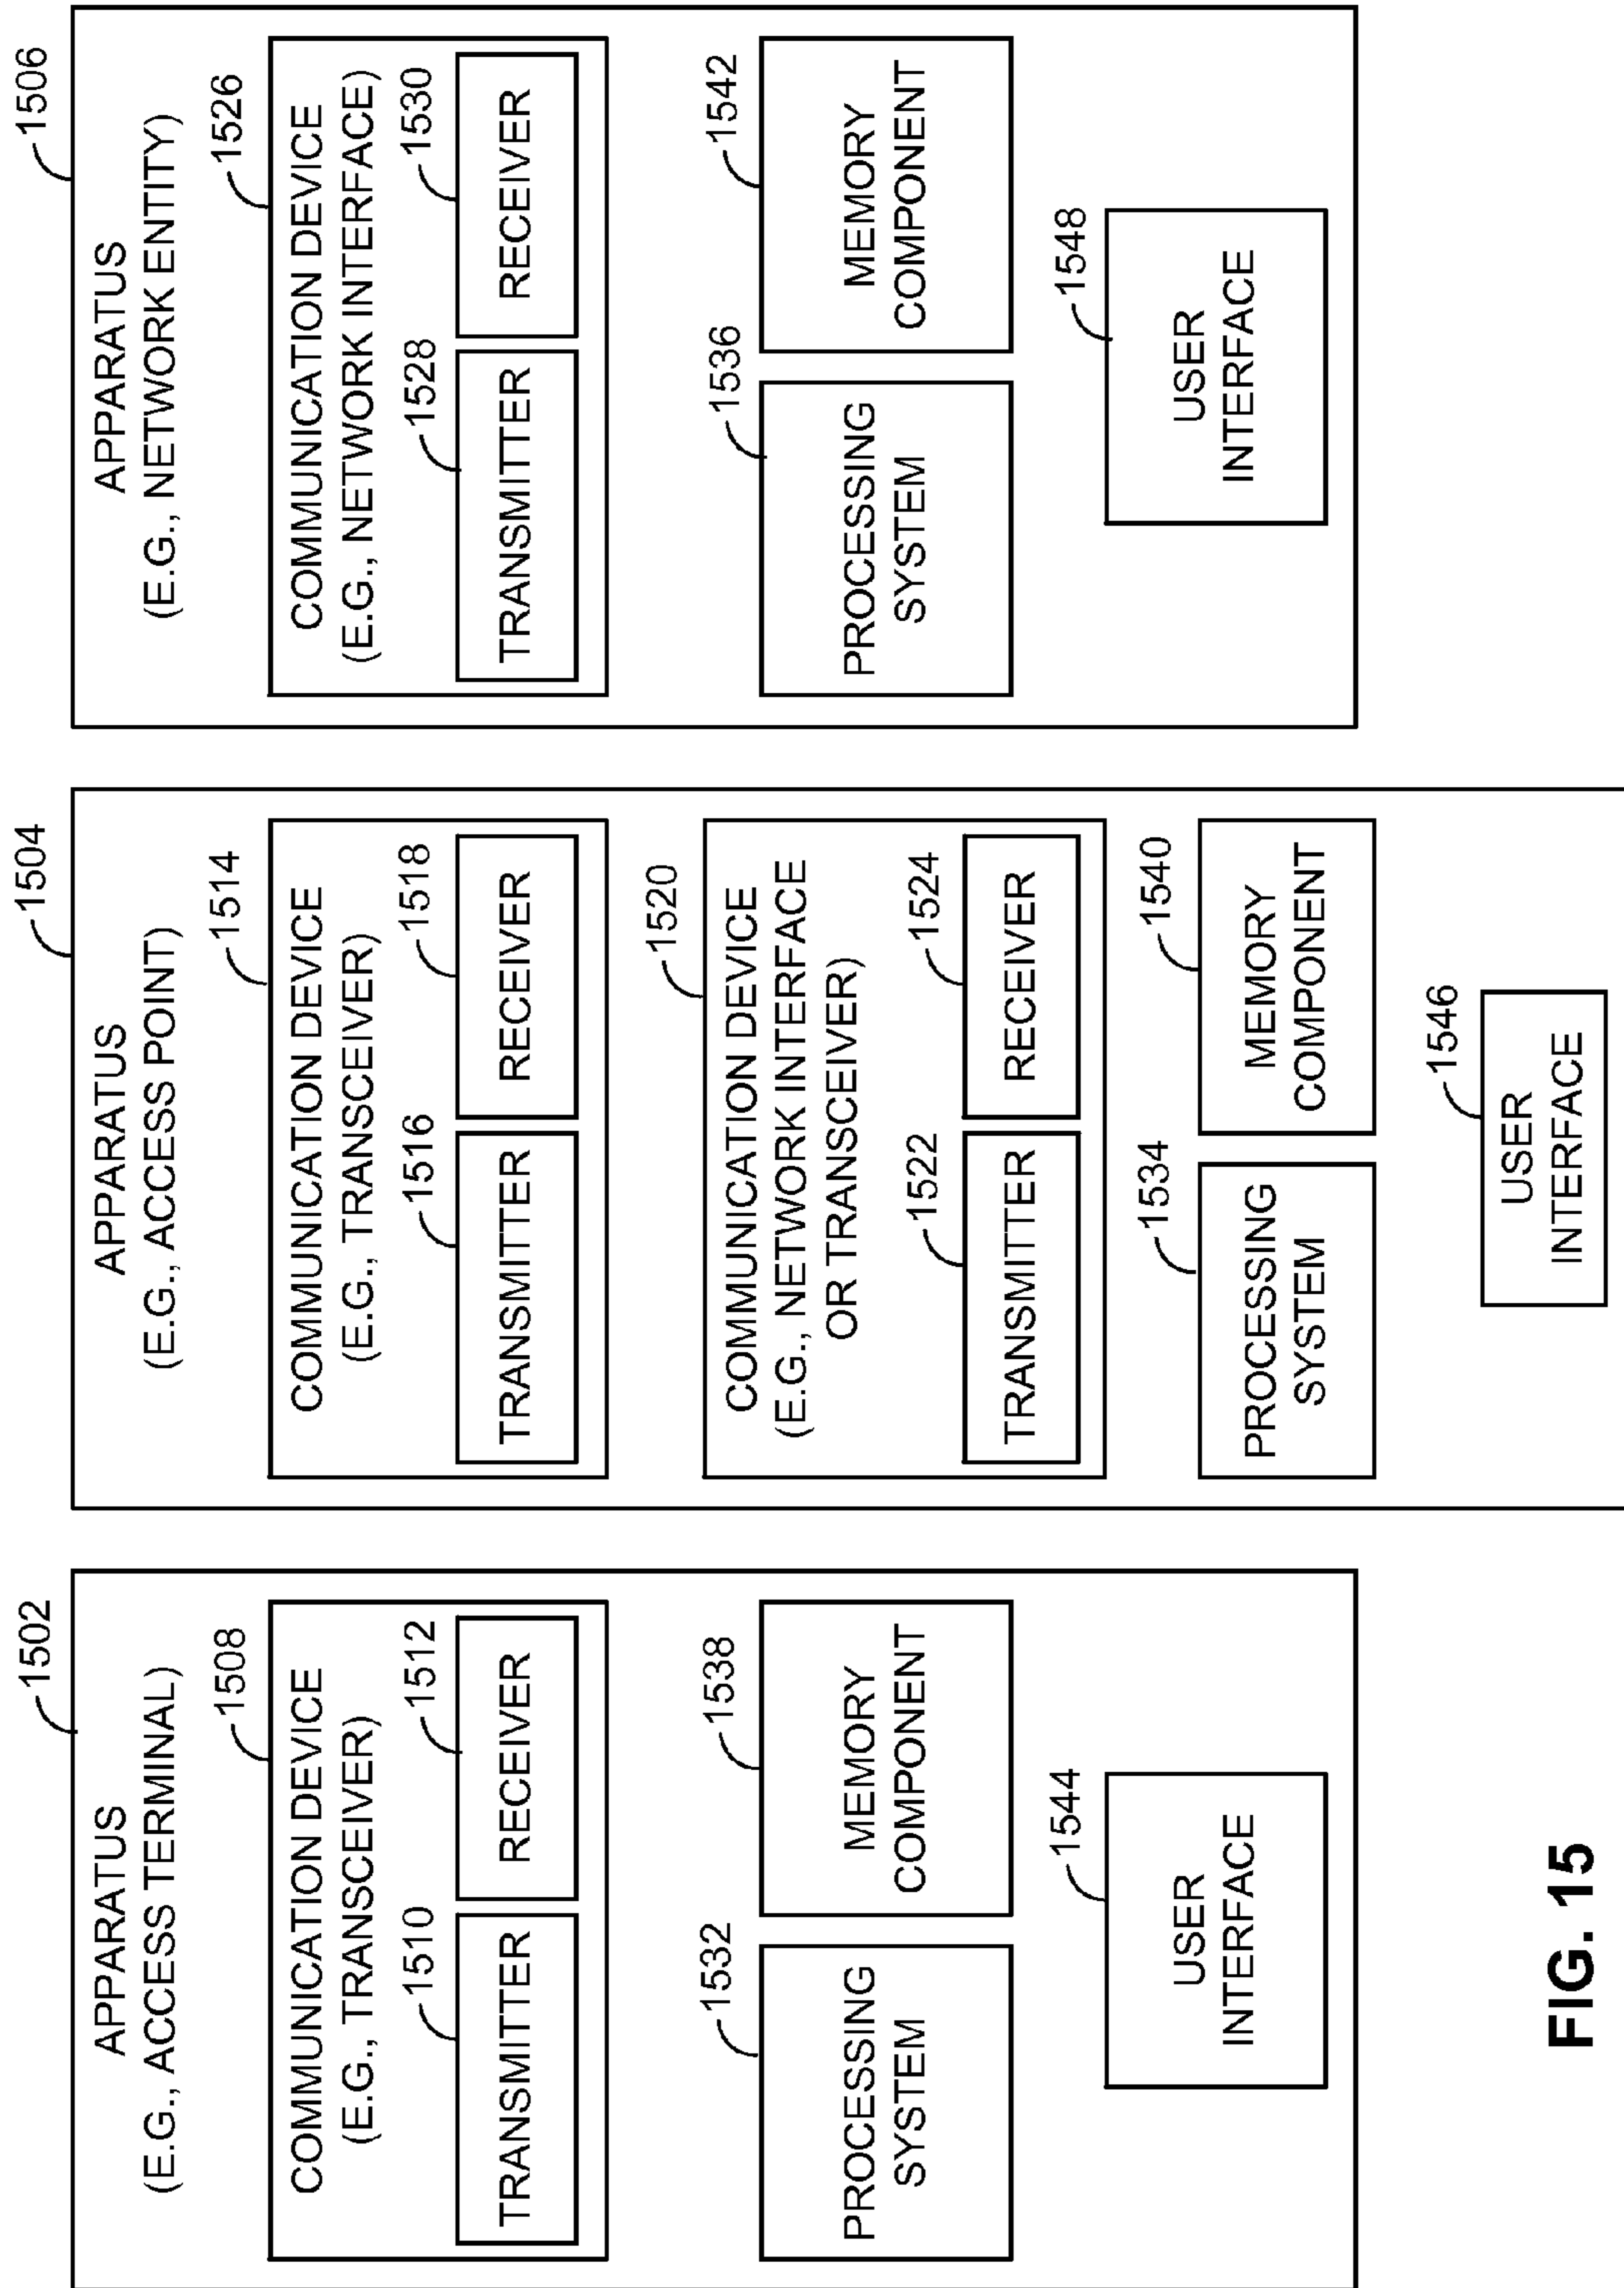 1502
APPARATUS
(E.G., ACCESS TERMINAL)
1508
COMMUNICATION DEVICE
(E.G., TRANSCEIVER)
1510
1512
TRANSMITTER
RECEIVER
1532
1538
PROCESSING
SYSTEM
MEMORY
COMPONENT
1544
USER
INTERFACE
1504
APPARATUS
(E.G., ACCESS POINT)
1514
COMMUNICATION DEVICE
(E.G., TRANSCEIVER)
1516
1518
TRANSMITTER
RECEIVER
1520
COMMUNICATION DEVICE
(E.G., NETWORK INTERFACE
OR TRANSCEIVER)
1522
1524
TRANSMITTER
RECEIVER
1534
1540
PROCESSING
SYSTEM
MEMORY
COMPONENT
1546
USER
INTERFACE
1506
APPARATUS
(E.G., NETWORK ENTITY)
1526
COMMUNICATION DEVICE
(E.G., NETWORK INTERFACE)
1528
1530
TRANSMITTER
RECEIVER
1536
1542
PROCESSING
SYSTEM
MEMORY
COMPONENT
1548
USER
INTERFACE
FIG. 15